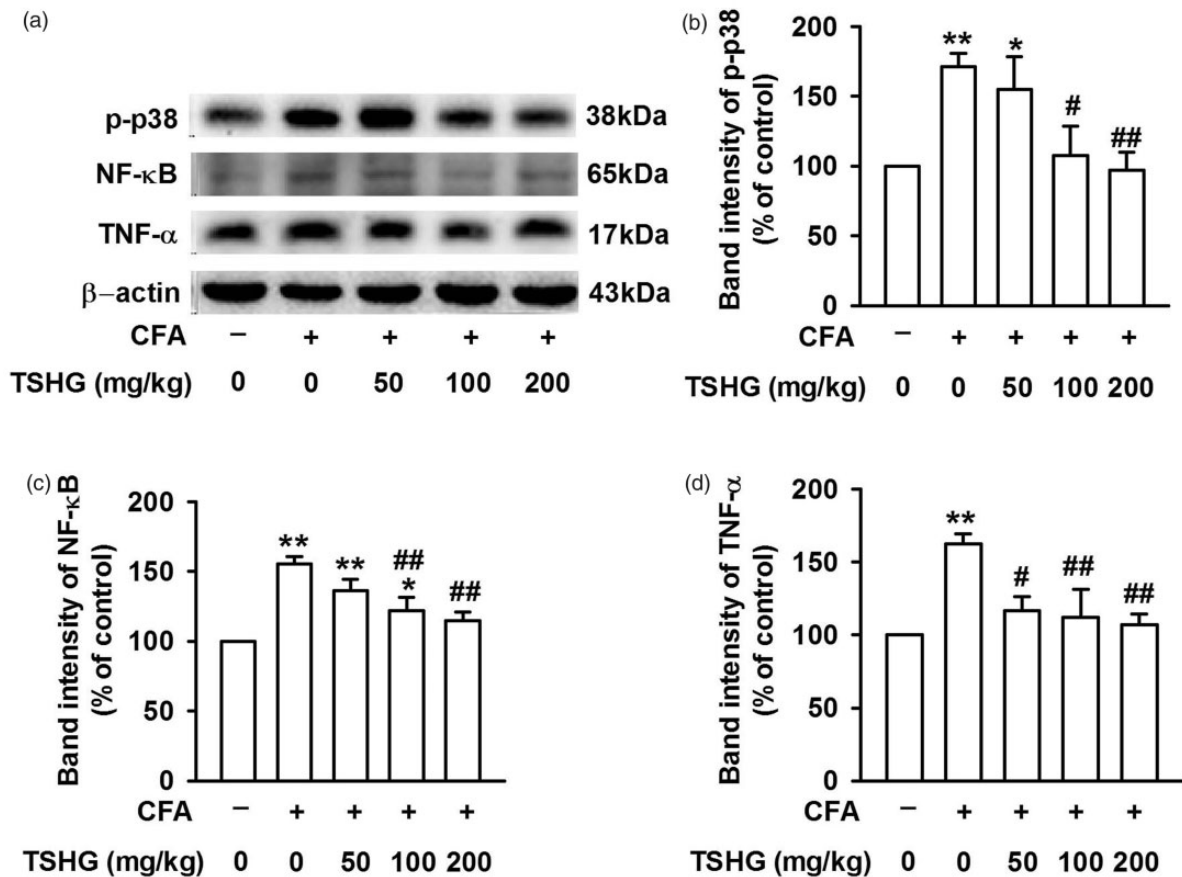 (a)
p-p38 38kDa
NF-κB 65kDa
TNF-α 17kDa
β–actin 43kDa
CFA – + + + +
TSHG (mg/kg) 0 0 50 100 200
(b)
Band intensity of p-p38
(% of control)
200
150
100
50
0
**
*
#
##
CFA – + + + +
TSHG (mg/kg) 0 0 50 100 200
(c)
Band intensity of NF-κB
(% of control)
200
150
100
50
0
**
**
##
*
##
CFA – + + + +
TSHG (mg/kg) 0 0 50 100 200
(d)
Band intensity of TNF-α
(% of control)
200
150
100
50
0
**
#
##
##
CFA – + + + +
TSHG (mg/kg) 0 0 50 100 200